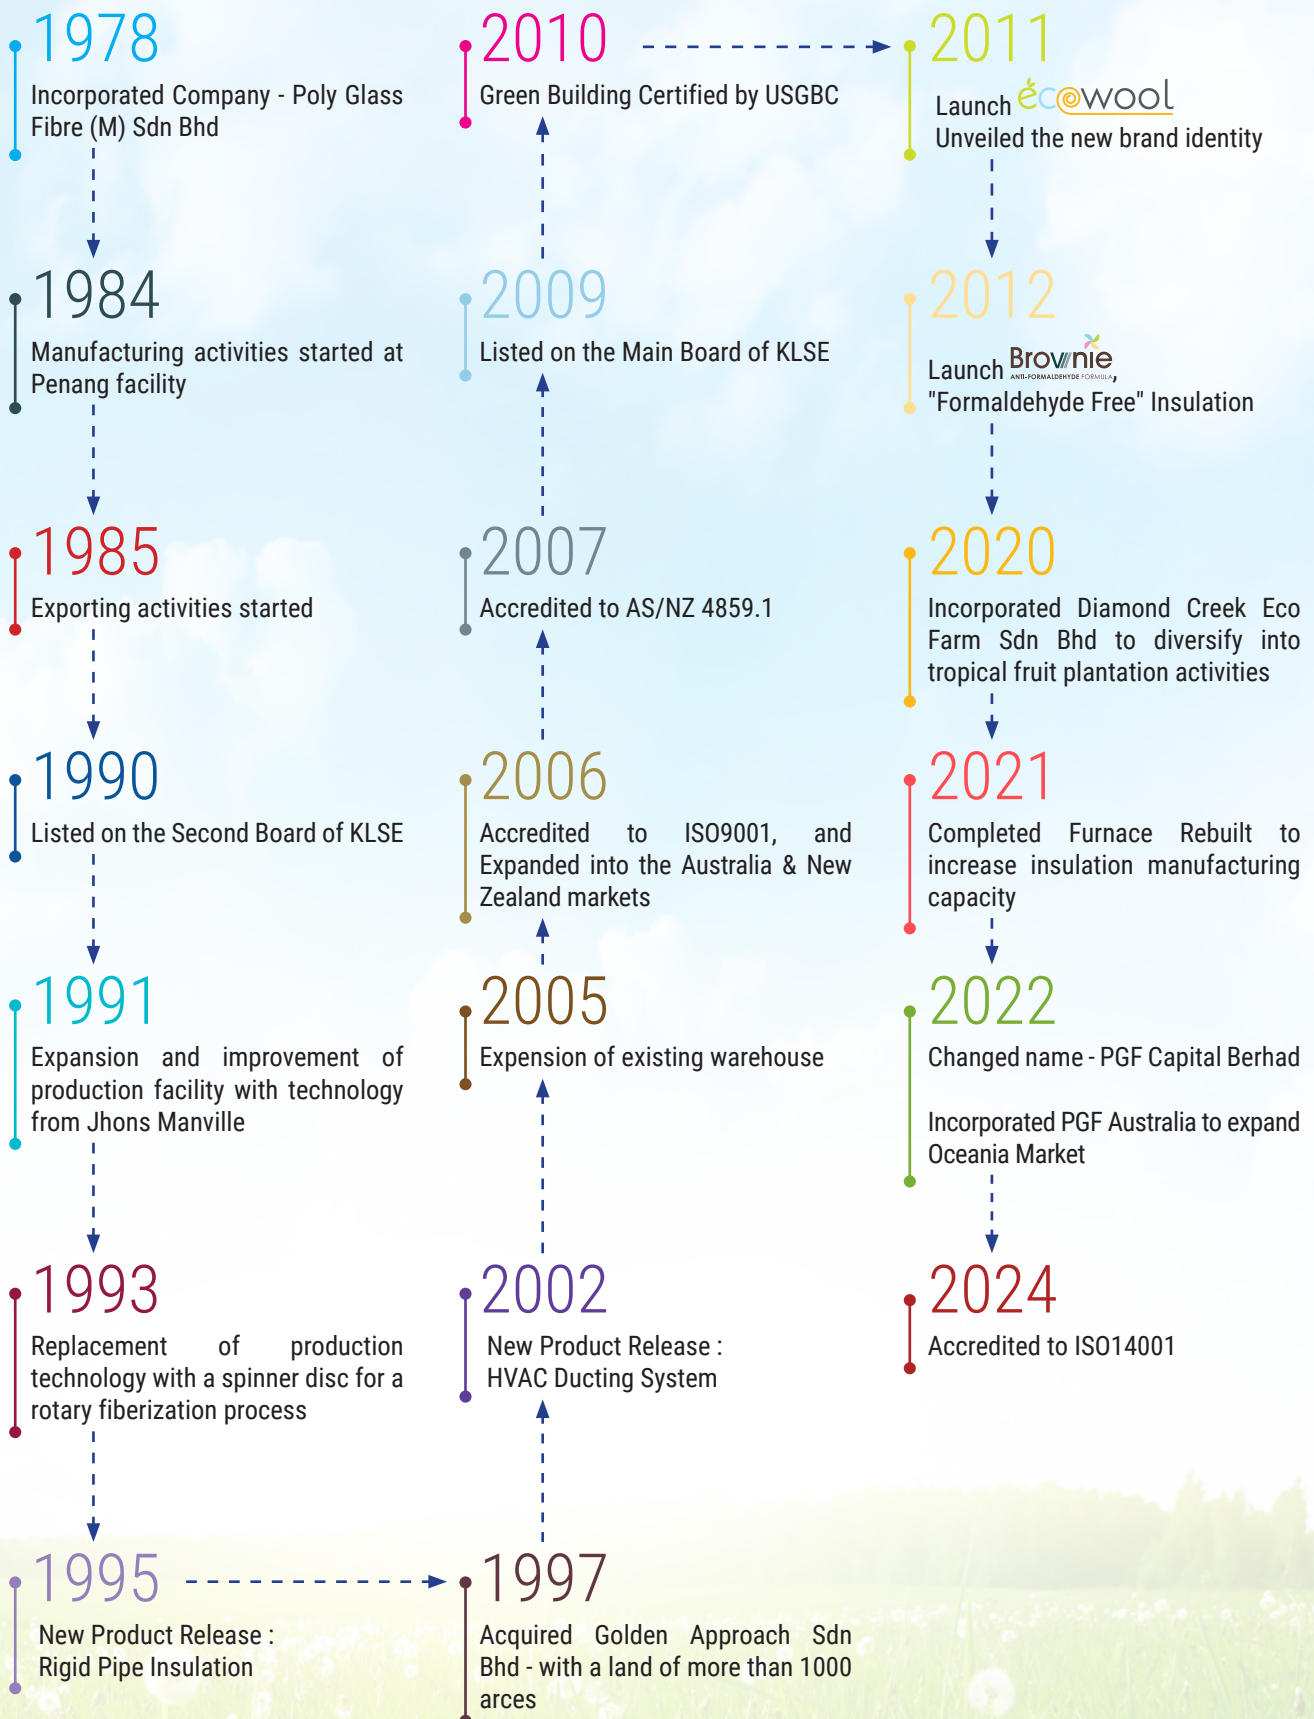 1978
Incorporated Company - Poly Glass
Fibre (M) Sdn Bhd
1984
Manufacturing activities started at
Penang facility
1985
Exporting activities started
1990
Listed on the Second Board of KLSE
1991
Expansion and improvement of
production facility with technology
from Jhons Manville
1993
Replacement of production
technology with a spinner disc for a
rotary fiberization process
1995
New Product Release :
Rigid Pipe Insulation
1997
Acquired Golden Approach Sdn
Bhd - with a land of more than 1000
arces
2002
New Product Release :
HVAC Ducting System
2005
Expension of existing warehouse
2006
Accredited to ISO9001, and
Expanded into the Australia & New
Zealand markets
2007
Accredited to AS/NZ 4859.1
2009
Listed on the Main Board of KLSE
2010
Green Building Certified by USGBC
2011
Launch écowool
Unveiled the new brand identity
2012
Launch Brownie
ANTI-FORMALDEHYDE FORMULA,
"Formaldehyde Free" Insulation
2020
Incorporated Diamond Creek Eco
Farm Sdn Bhd to diversify into
tropical fruit plantation activities
2021
Completed Furnace Rebuilt to
increase insulation manufacturing
capacity
2022
Changed name - PGF Capital Berhad
Incorporated PGF Australia to expand
Oceania Market
2024
Accredited to ISO14001